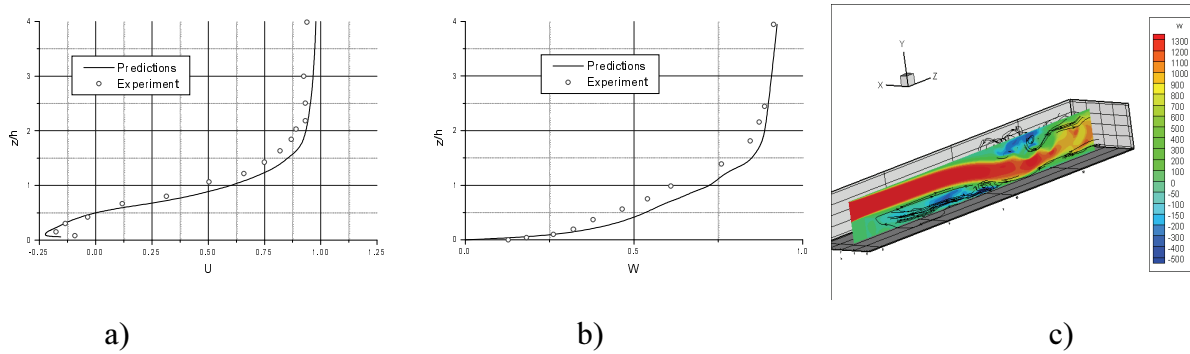 4
3
2
1
0
z/h
Predictions
Experiment
-0.25
0.00
0.25
0.50
0.75
1.00
1.25
U
4
3
2
1
0
z/h
Predictions
Experiment
0.0
0.5
1.0
W
Y
X
Z
w
1300
1100
1000
900
800
700
600
500
400
300
200
100
0
-50
-100
-200
-300
-400
-500
a)
b)
c)